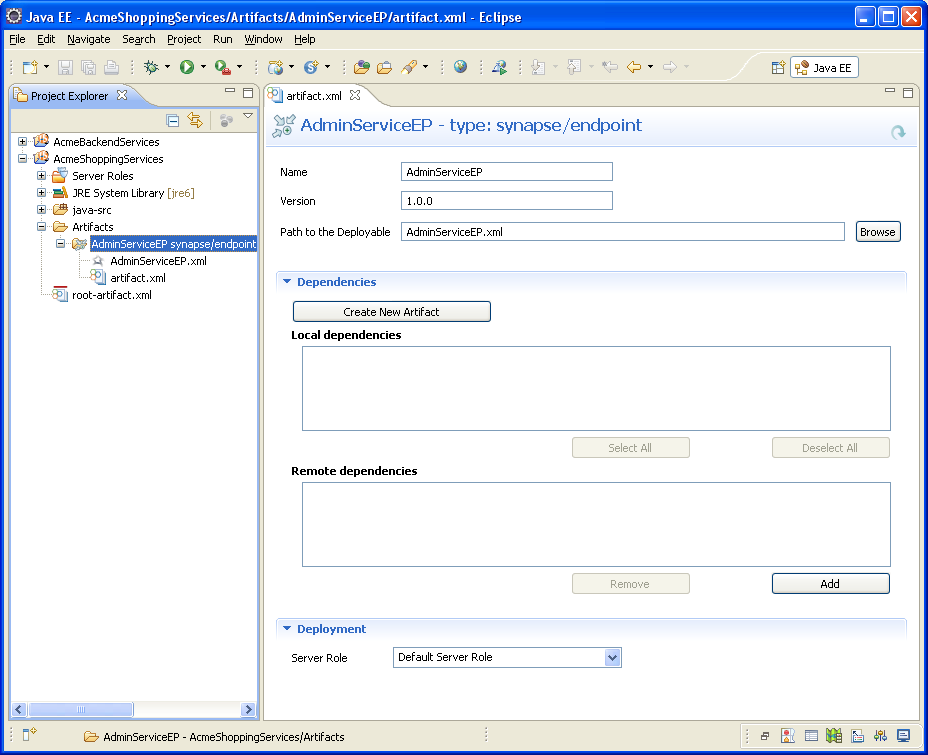 Java EE - AcmeShoppingServices/Artifacts/AdminServiceEP/artifact.xml - Eclipse
File Edit Navigate Search Project Run Window Help
Java EE
Project Explorer
AcmeBackendServices
AcmeShoppingServices
Server Roles
JRE System Library [jre6]
java-src
Artifacts
AdminServiceEP synapse/endpoint
AdminServiceEP.xml
artifact.xml
root-artifact.xml
artifact.xml
AdminServiceEP - type: synapse/endpoint
Name AdminServiceEP
Version 1.0.0
Path to the Deployable AdminServiceEP.xml Browse
Dependencies
Create New Artifact
Local dependencies
Select All Deselect All
Remote dependencies
Remove Add
Deployment
Server Role Default Server Role
AdminServiceEP - AcmeShoppingServices/Artifacts